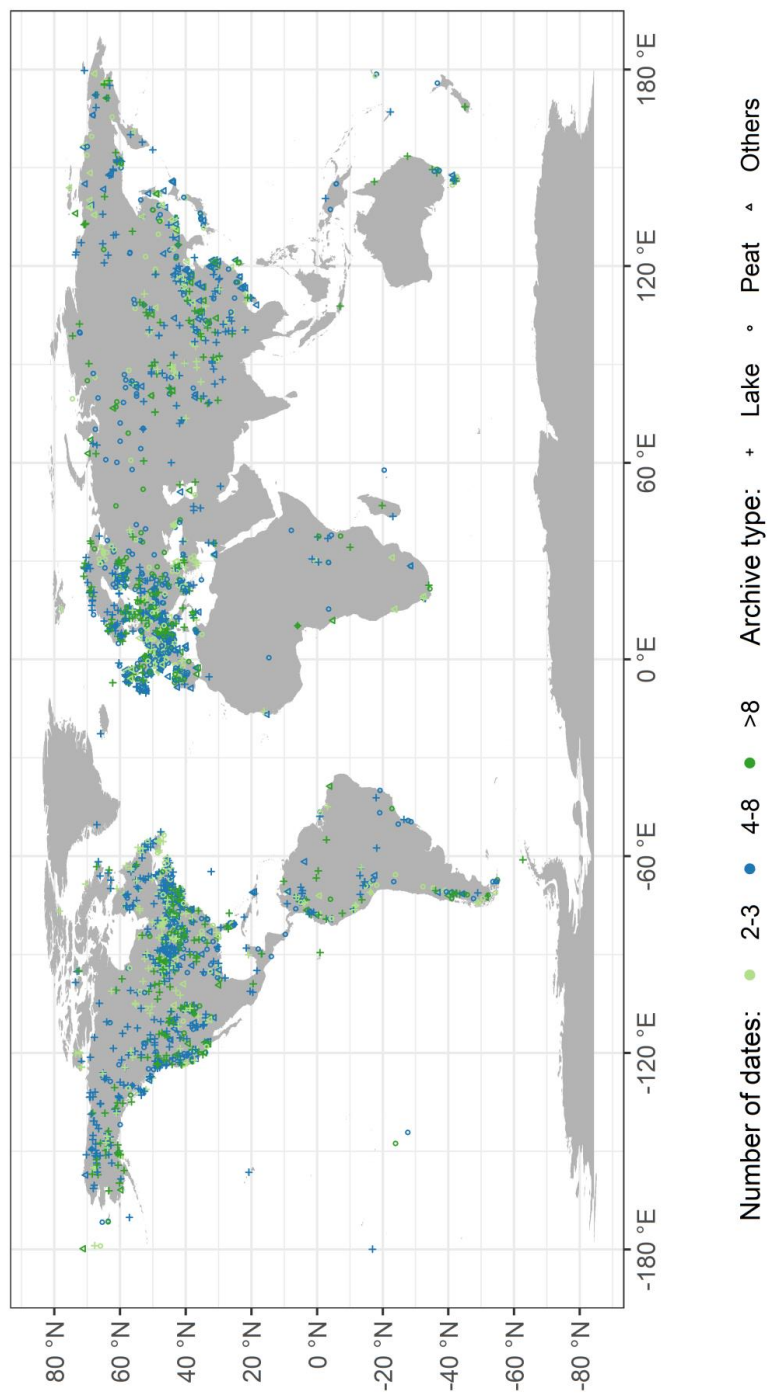 80 °N
60 °N
40 °N
20 °N
0 °N
-20 °N
-40 °N
-60 °N
-80 °N
-180 °E
-120 °E
-60 °E
0 °E
60 °E
120 °E
180 °E
Number of dates: 2-3 4-8 >8 Archive type: Lake Peat Others